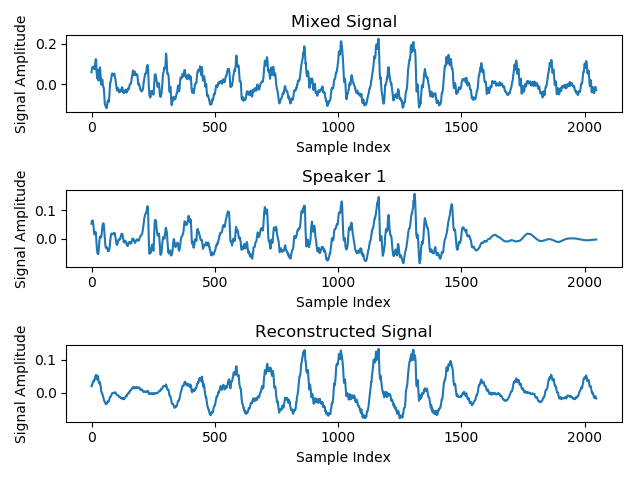 Mixed Signal
Signal Amplitude
0.2
0.0
0
500
1000
1500
2000
Sample Index
Speaker 1
Signal Amplitude
0.1
0.0
0
500
1000
1500
2000
Sample Index
Reconstructed Signal
Signal Amplitude
0.1
0.0
0
500
1000
1500
2000
Sample Index